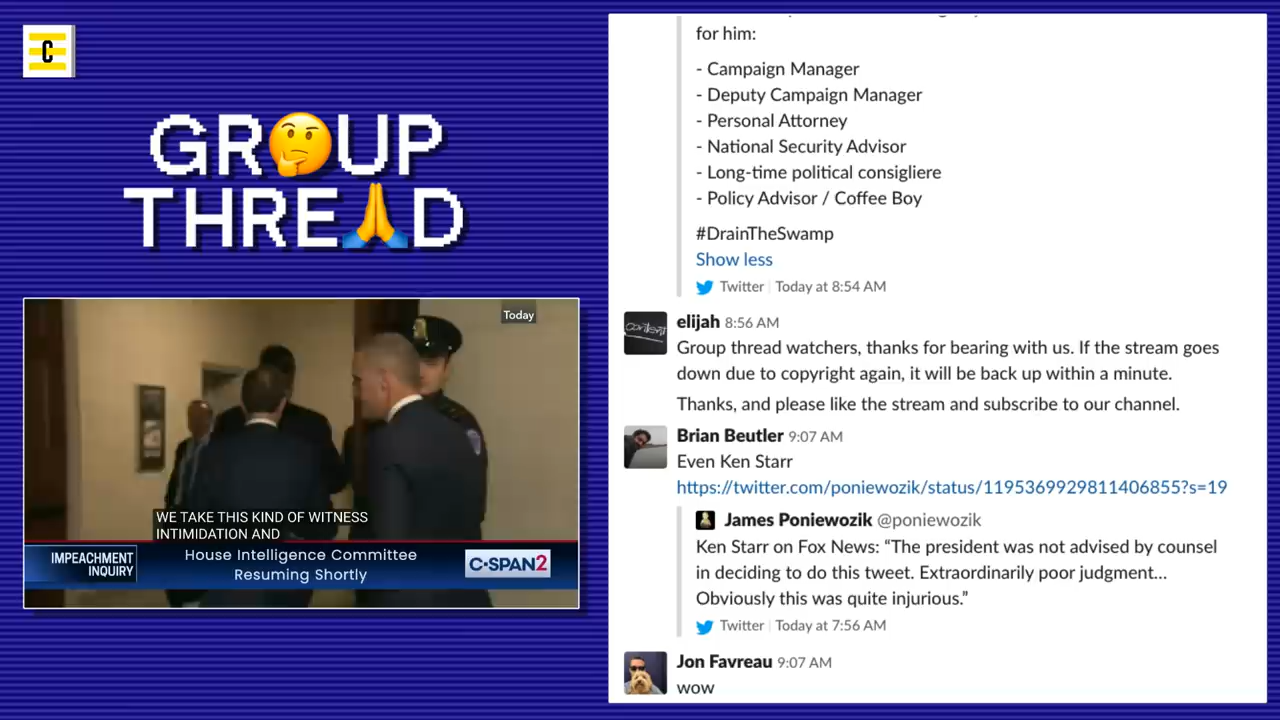 C
GR🤔UP
THRE🙏D
Today
WE TAKE THIS KIND OF WITNESS
INTIMIDATION AND
IMPEACHMENT
INQUIRY
House Intelligence Committee
Resuming Shortly
C-SPAN2
for him:
- Campaign Manager
- Deputy Campaign Manager
- Personal Attorney
- National Security Advisor
- Long-time political consigliere
- Policy Advisor / Coffee Boy
#DrainTheSwamp
Show less
Twitter | Today at 8:54 AM
content
elijah 8:56 AM
Group thread watchers, thanks for bearing with us. If the stream goes
down due to copyright again, it will be back up within a minute.
Thanks, and please like the stream and subscribe to our channel.
Brian Beutler 9:07 AM
Even Ken Starr
https://twitter.com/poniewozik/status/1195369929811406855?s=19
James Poniewozik @poniewozik
Ken Starr on Fox News: “The president was not advised by counsel
in deciding to do this tweet. Extraordinarily poor judgment…
Obviously this was quite injurious.”
Twitter | Today at 7:56 AM
Jon Favreau 9:07 AM
wow